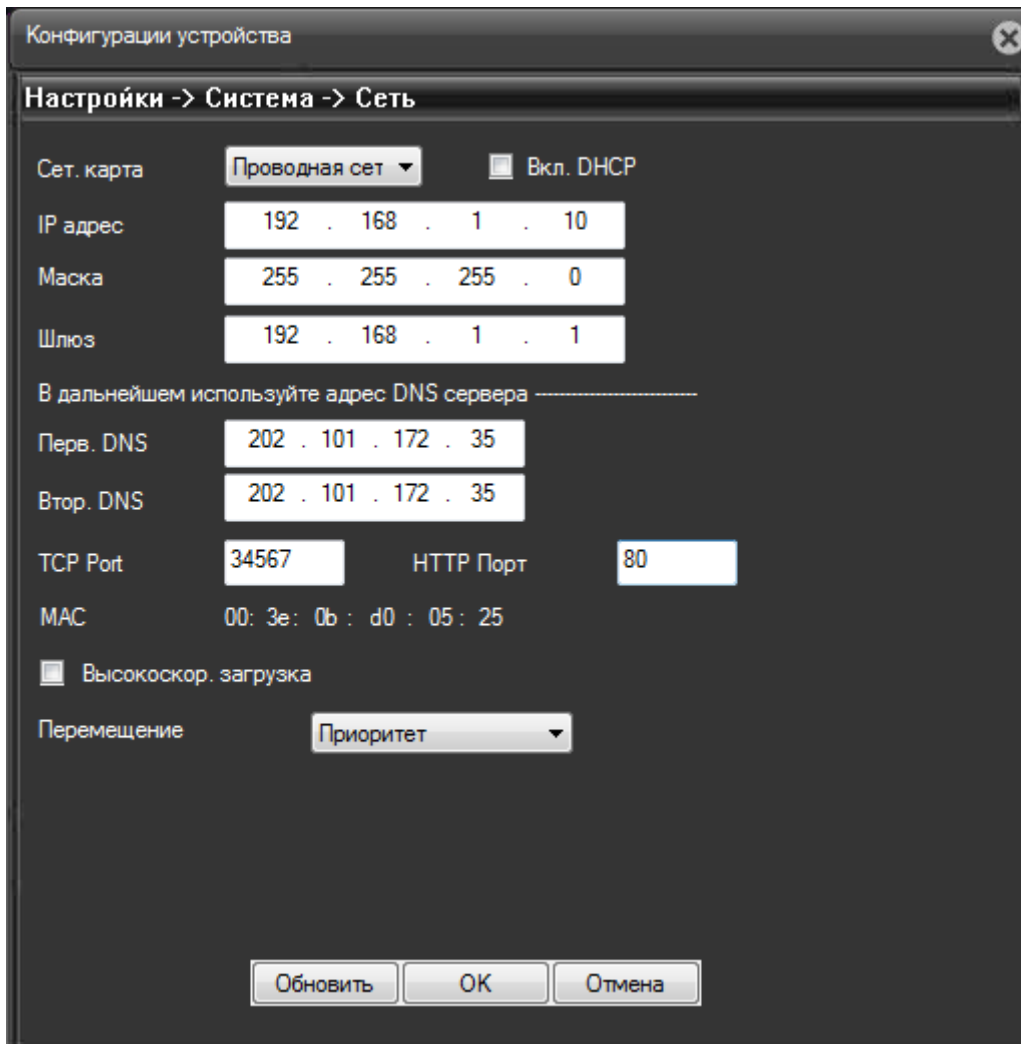 Конфигурации устройства
Настройки -> Система -> Сеть
Сет. карта Проводная сет Вкл. DHCP
IP адрес 192 . 168 . 1 . 10
Маска 255 . 255 . 255 . 0
Шлюз 192 . 168 . 1 . 1
В дальнейшем используйте адрес DNS сервера ---------------------------
Перв. DNS 202 . 101 . 172 . 35
Втор. DNS 202 . 101 . 172 . 35
TCP Port 34567 HTTP Порт 80
MAC 00: 3e: 0b : d0 : 05 : 25
Высокоскор. загрузка
Перемещение Приоритет
Обновить OK Отмена